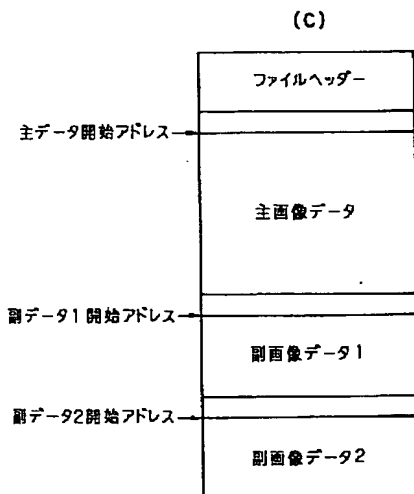 (C)
ファイルヘッダー
主データ開始アドレス
主画像データ
副データ1開始アドレス
副画像データ1
副データ2開始アドレス
副画像データ2